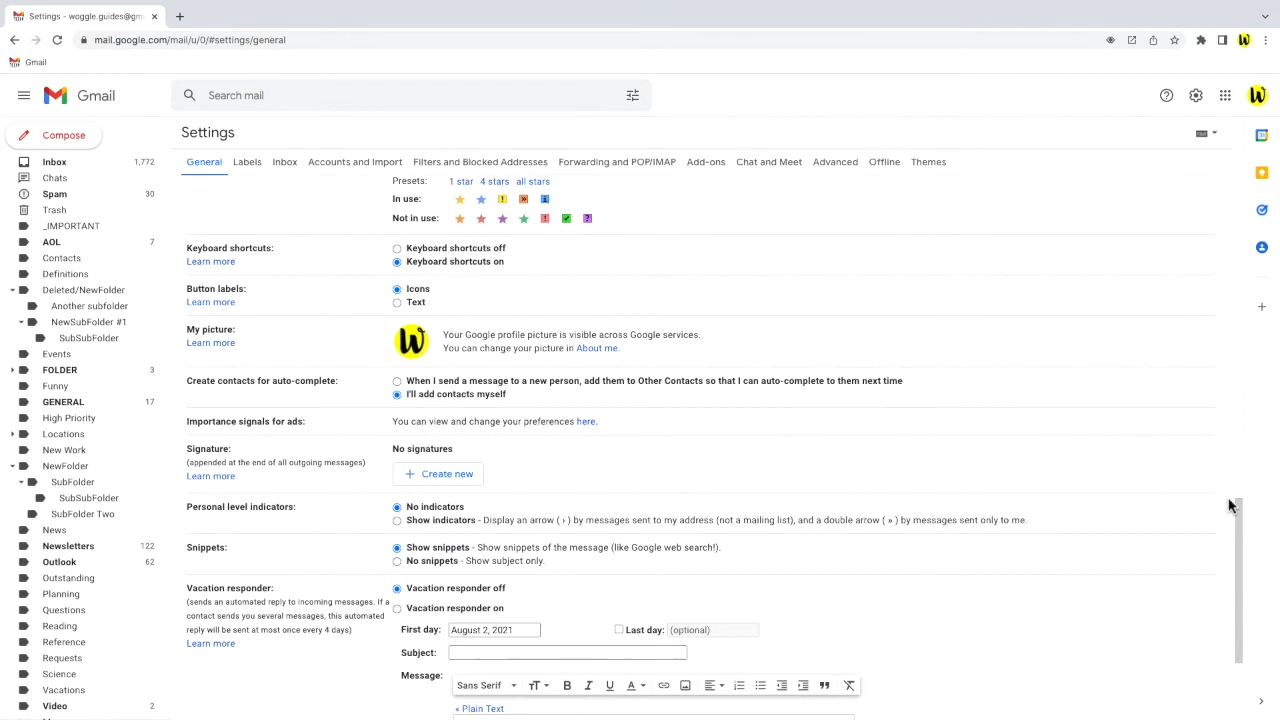 Settings - woggle.guides@gm
mail.google.com/mail/u/0/#settings/general
Gmail
Gmail
Search mail
Compose
Inbox 1,772
Chats
Spam 30
Trash
_IMPORTANT
AOL 7
Contacts
Definitions
Deleted/NewFolder
Another subfolder
NewSubFolder #1
SubSubFolder
Events
FOLDER 3
Funny
GENERAL 17
High Priority
Locations
New Work
NewFolder
SubFolder
SubSubFolder
SubFolder Two
News
Newsletters 122
Outlook 62
Outstanding
Planning
Questions
Reading
Reference
Requests
Science
Vacations
Video 2
Settings
General Labels Inbox Accounts and Import Filters and Blocked Addresses Forwarding and POP/IMAP Add-ons Chat and Meet Advanced Offline Themes
Presets: 1 star 4 stars all stars
In use:
Not in use:
Keyboard shortcuts:
Learn more
Keyboard shortcuts off
Keyboard shortcuts on
Button labels:
Learn more
Icons
Text
My picture:
Learn more
W
Your Google profile picture is visible across Google services.
You can change your picture in About me.
Create contacts for auto-complete:
When I send a message to a new person, add them to Other Contacts so that I can auto-complete to them next time
I'll add contacts myself
Importance signals for ads: You can view and change your preferences here.
Signature:
(appended at the end of all outgoing messages)
Learn more
No signatures
+ Create new
Personal level indicators:
No indicators
Show indicators - Display an arrow ( › ) by messages sent to my address (not a mailing list), and a double arrow ( » ) by messages sent only to me.
Snippets:
Show snippets - Show snippets of the message (like Google web search!).
No snippets - Show subject only.
Vacation responder:
(sends an automated reply to incoming messages. If a
contact sends you several messages, this automated
reply will be sent at most once every 4 days)
Learn more
Vacation responder off
Vacation responder on
First day: August 2, 2021 Last day: (optional)
Subject:
Message:
Sans Serif
« Plain Text